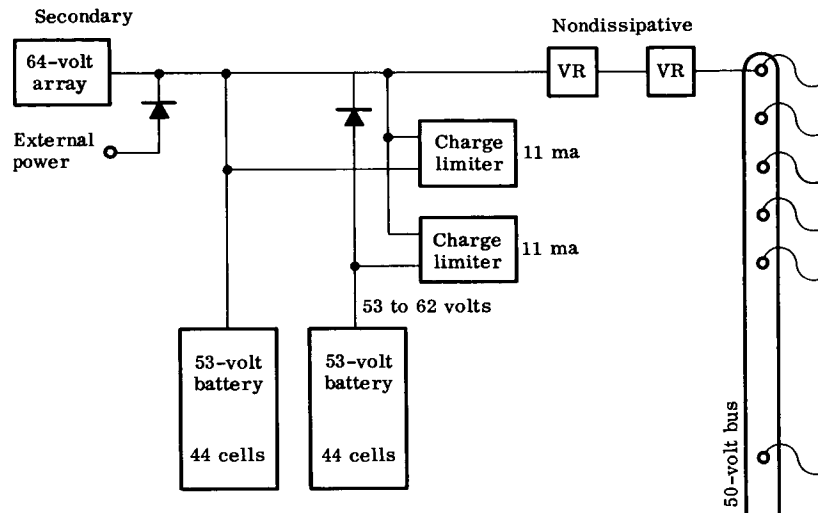 Secondary
64-volt
array
External
power
Nondissipative
VR
VR
Charge
limiter
11 ma
Charge
limiter
11 ma
53 to 62 volts
53-volt
battery
44 cells
53-volt
battery
44 cells
50-volt bus